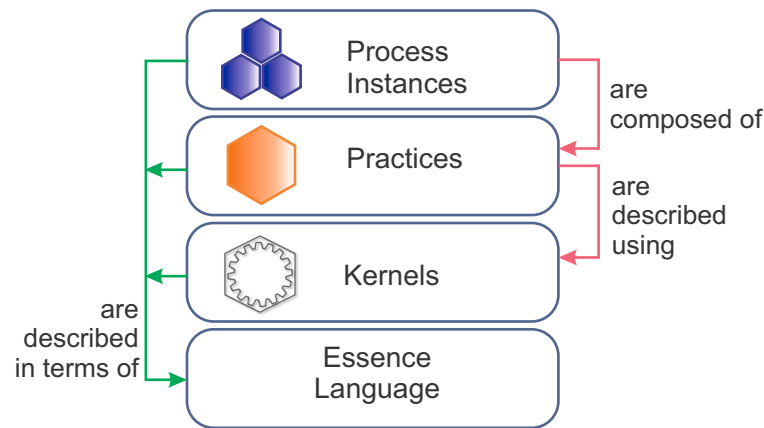 Process
Instances
are
composed of
Practices
are
described
using
Kernels
are
described
in terms of
Essence
Language